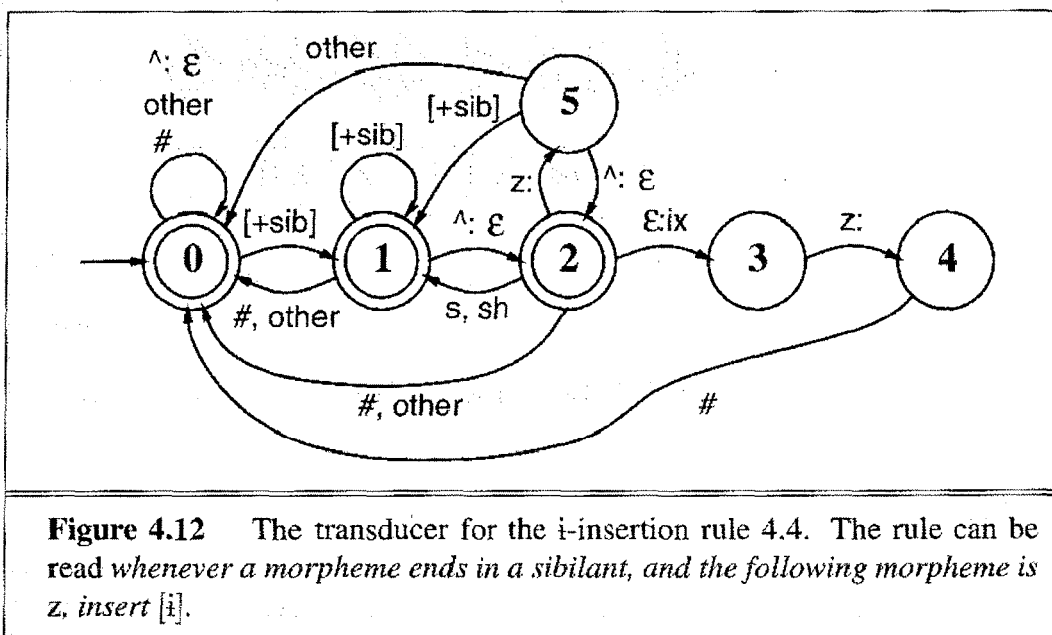 ^: ε
other
#
other
5
[+sib]
[+sib]
z:
^: ε
[+sib]
^: ε
ε:ix
z:
0
1
2
3
4
#, other
s, sh
#, other
#
Figure 4.12 The transducer for the ɨ-insertion rule 4.4. The rule can be
read whenever a morpheme ends in a sibilant, and the following morpheme is
z, insert [ɨ].